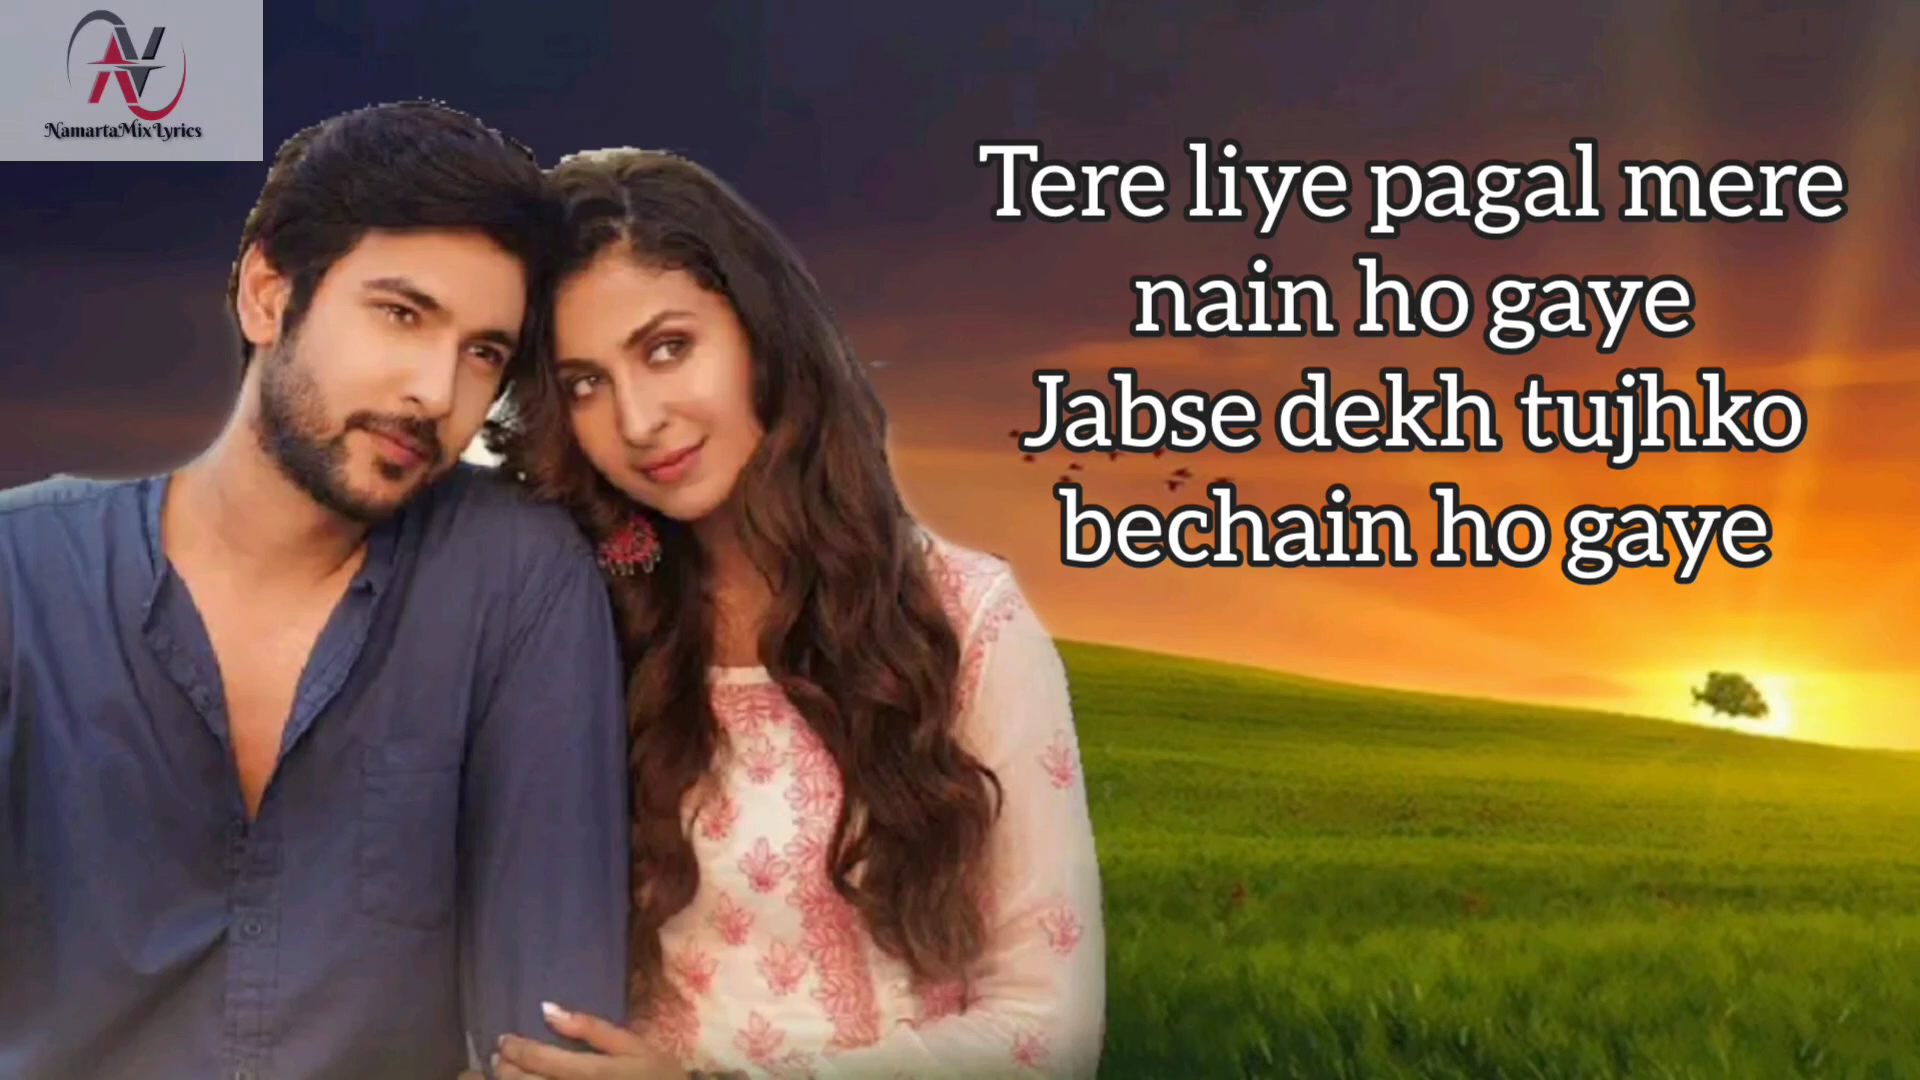 NamartaMixLyrics
Tere liye pagal mere
nain ho gaye
Jabse dekh tujhko
bechain ho gaye